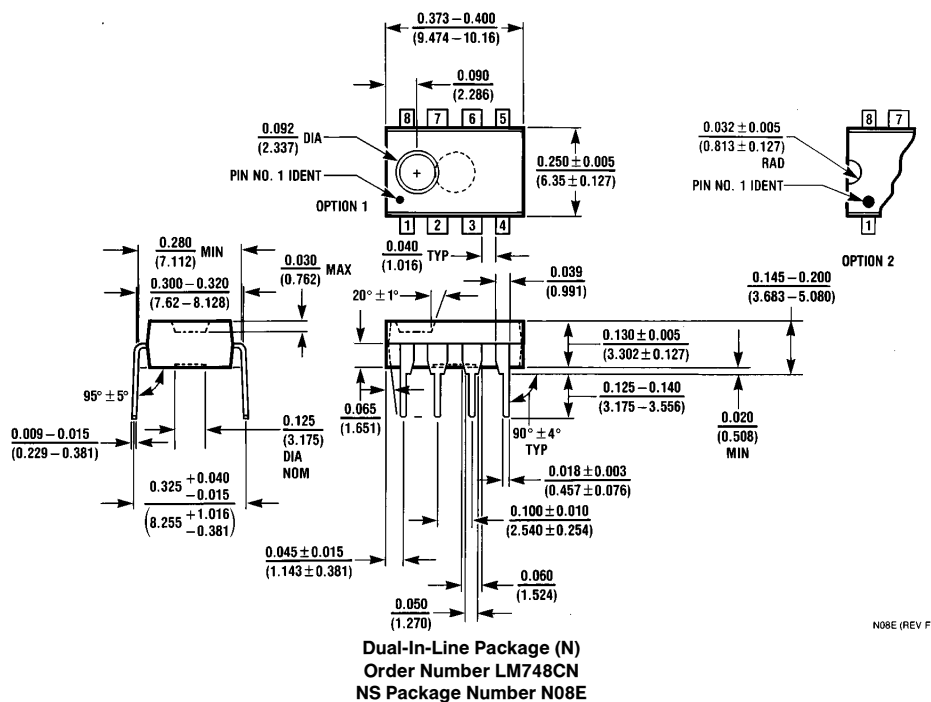 0.373 – 0.400
(9.474 – 10.16)
0.090
(2.286)
8 7 6 5
0.092 DIA
(2.337)
PIN NO. 1 IDENT
OPTION 1
1 2 3 4
0.250 ± 0.005
(6.35 ± 0.127)
0.032 ± 0.005
(0.813 ± 0.127)
RAD
PIN NO. 1 IDENT
8 7
1
OPTION 2
0.280 MIN
(7.112)
0.300 – 0.320
(7.62 – 8.128)
0.030 MAX
(0.762)
0.040 TYP
(1.016)
0.039
(0.991)
20° ± 1°
0.145 – 0.200
(3.683 – 5.080)
0.130 ± 0.005
(3.302 ± 0.127)
0.125 – 0.140
(3.175 – 3.556)
0.020
(0.508)
MIN
95° ± 5°
0.009 – 0.015
(0.229 – 0.381)
0.125
(3.175)
DIA
NOM
0.065
(1.651)
90° ± 4°
TYP
0.018 ± 0.003
(0.457 ± 0.076)
0.325 +0.040
−0.015
(8.255 +1.016
−0.381)
0.100 ± 0.010
(2.540 ± 0.254)
0.045 ± 0.015
(1.143 ± 0.381)
0.060
(1.524)
0.050
(1.270)
N08E (REV F
Dual-In-Line Package (N)
Order Number LM748CN
NS Package Number N08E